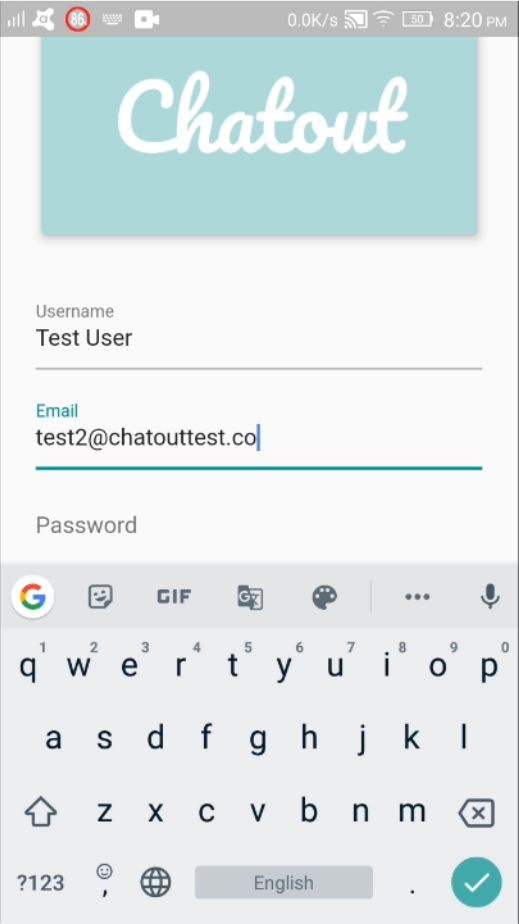 86
0.0K/s 50 8:20 PM
Chatout
Username
Test User
Email
test2@chatouttest.co
Password
G GIF G
1 2 3 4 5 6 7 8 9 0
q w e r t y u i o p
a s d f g h j k l
z x c v b n m
?123 , English .